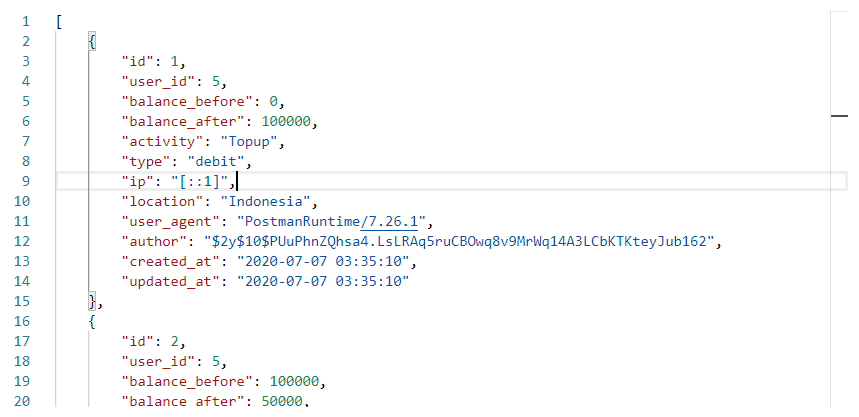 1 [
2 {
3 "id": 1,
4 "user_id": 5,
5 "balance_before": 0,
6 "balance_after": 100000,
7 "activity": "Topup",
8 "type": "debit",
9 "ip": "[::1]",
10 "location": "Indonesia",
11 "user_agent": "PostmanRuntime/7.26.1",
12 "author": "$2y$10$PUuPhnZQhsa4.LsLRAq5ruCBOwq8v9MrWq14A3LCbKTKteyJub162",
13 "created_at": "2020-07-07 03:35:10",
14 "updated_at": "2020-07-07 03:35:10"
15 },
16 {
17 "id": 2,
18 "user_id": 5,
19 "balance_before": 100000,
20 "balance_after": 50000,